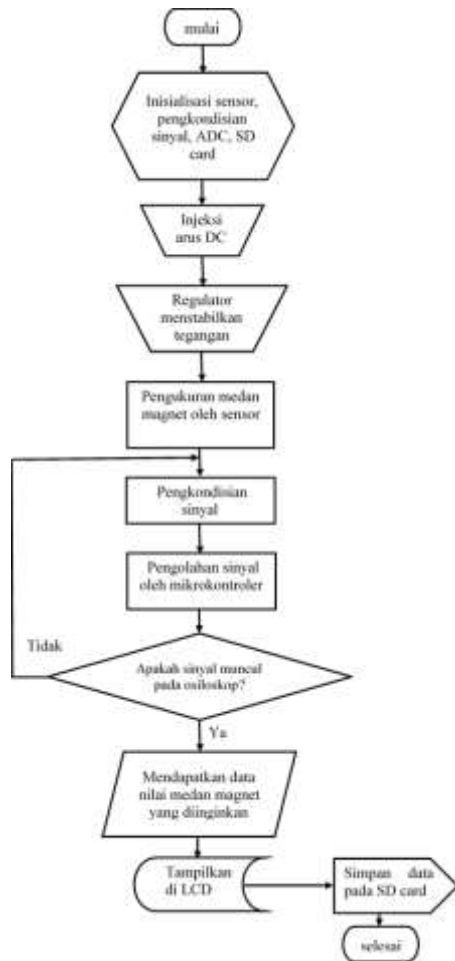 mulai
Inisialisasi sensor,
pengkondisian
sinyal, ADC, SD
card
Injeksi
arus DC
Regulator
menstabilkan
tegangan
Pengukuran medan
magnet oleh sensor
Pengkondisian
sinyal
Pengolahan sinyal
oleh mikrokontroler
Tidak
Apakah sinyal muncul
pada osiloskop?
Ya
Mendapatkan data
nilai medan magnet
yang diinginkan
Tampilkan
di LCD
Simpan data
pada SD card
selesai